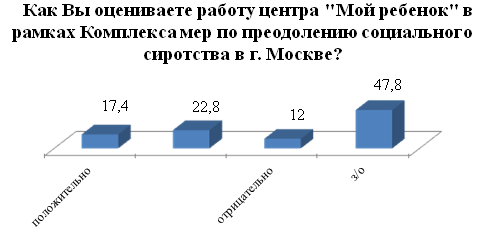 Как Вы оцениваете работу центра "Мой ребенок" в
рамках Комплекса мер по преодолению социального
сиротства в г. Москве?
47,8
17,4
22,8
12
положительно
отрицательно
з/о